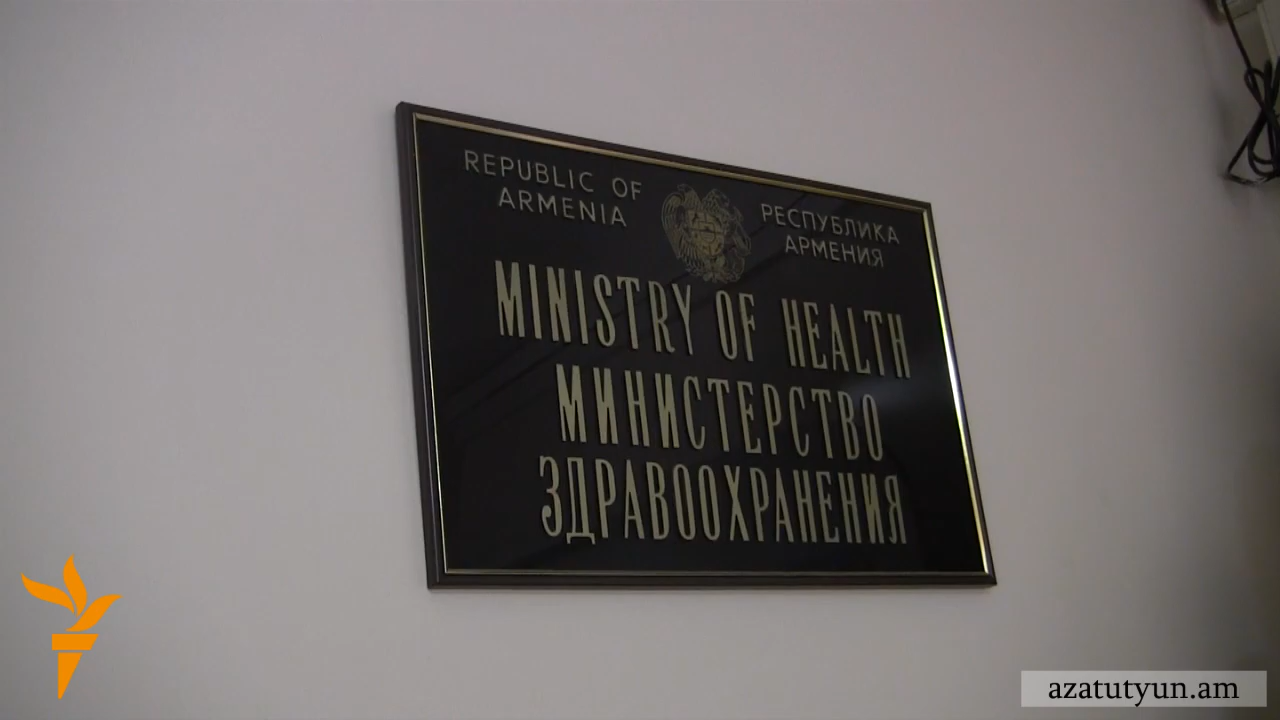 REPUBLIC OF
ARMENIA
РЕСПУБЛИКА
АРМЕНИЯ
MINISTRY OF HEALTH
МИНИСТЕРСТВО
ЗДРАВООХРАНЕНИЯ
azatutyun.am